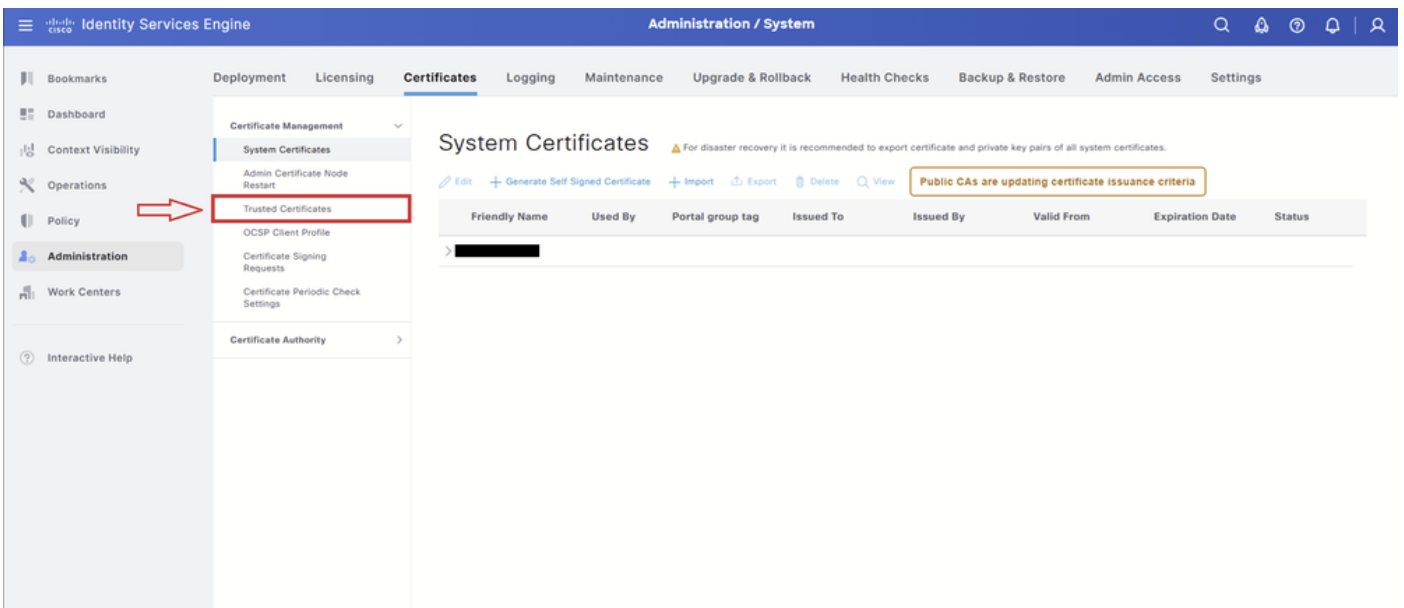 cisco Identity Services Engine
Administration / System
Bookmarks
Dashboard
Context Visibility
Operations
Policy
Administration
Work Centers
Interactive Help
Deployment Licensing Certificates Logging Maintenance Upgrade & Rollback Health Checks Backup & Restore Admin Access Settings
Certificate Management
System Certificates
Admin Certificate Node
Restart
Trusted Certificates
OCSP Client Profile
Certificate Signing
Requests
Certificate Periodic Check
Settings
Certificate Authority
System Certificates
For disaster recovery it is recommended to export certificate and private key pairs of all system certificates.
Edit Generate Self Signed Certificate Import Export Delete View Public CAs are updating certificate issuance criteria
Friendly Name Used By Portal group tag Issued To Issued By Valid From Expiration Date Status